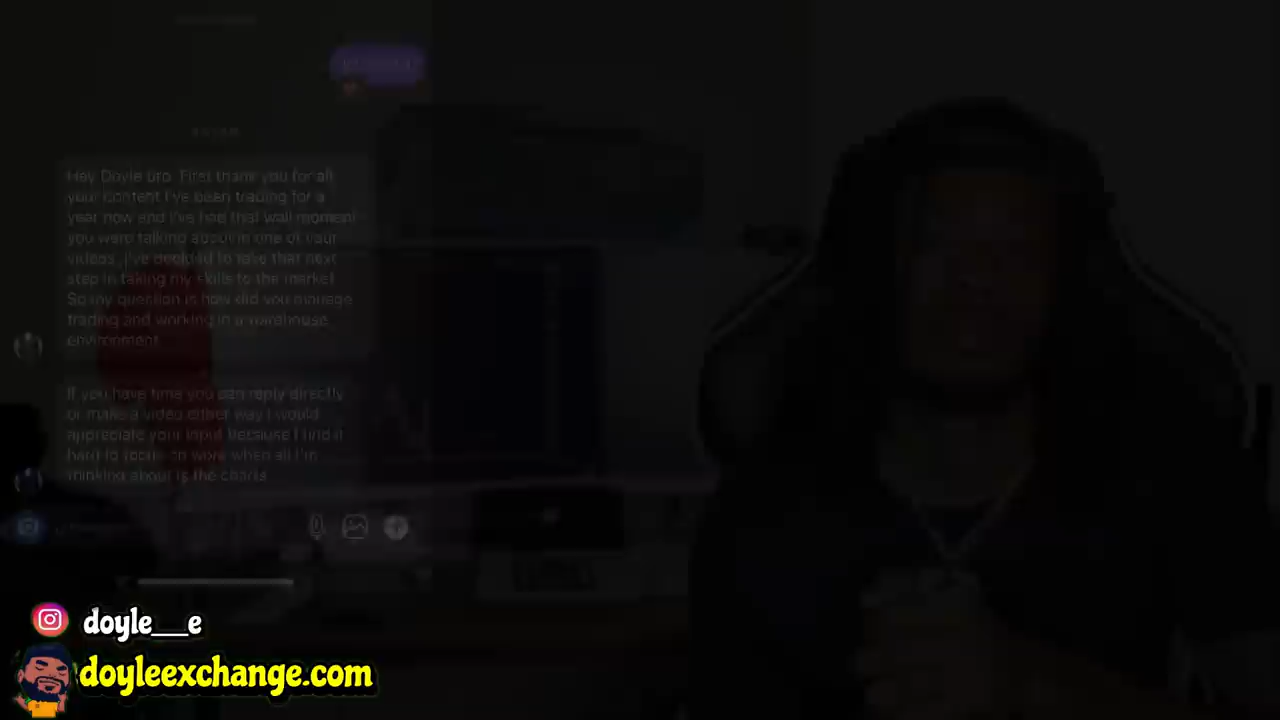 Hey Doyle bro. First thank you for all
your content I've been trading for a
year now and I've had that wall moment
you were talking about in one of your
videos. I've decided to take that next
step in taking my skills to the market.
So my question is how did you manage
trading and working in a warehouse
environment
If you have time you can reply directly
or make a video either way I would
appreciate your input because I find it
hard to focus on work when all I'm
thinking about is the charts
doyle__e
doyleexchange.com